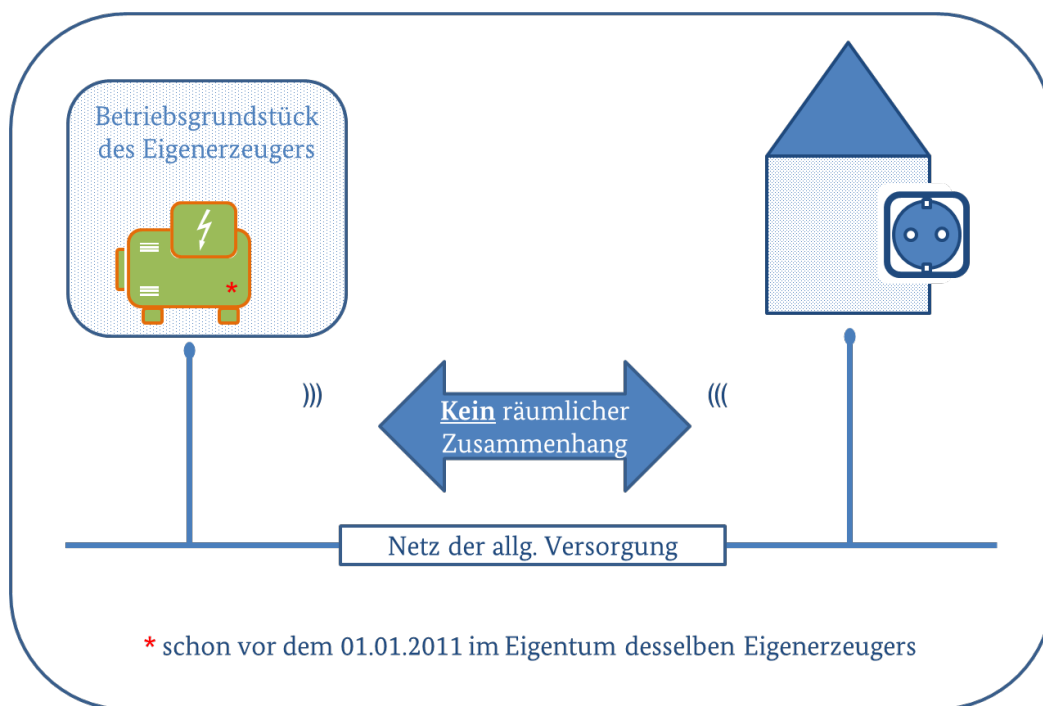 Betriebsgrundstück
des Eigenerzeugers
*
))) (((
Kein räumlicher
Zusammenhang
Netz der allg. Versorgung
* schon vor dem 01.01.2011 im Eigentum desselben Eigenerzeugers